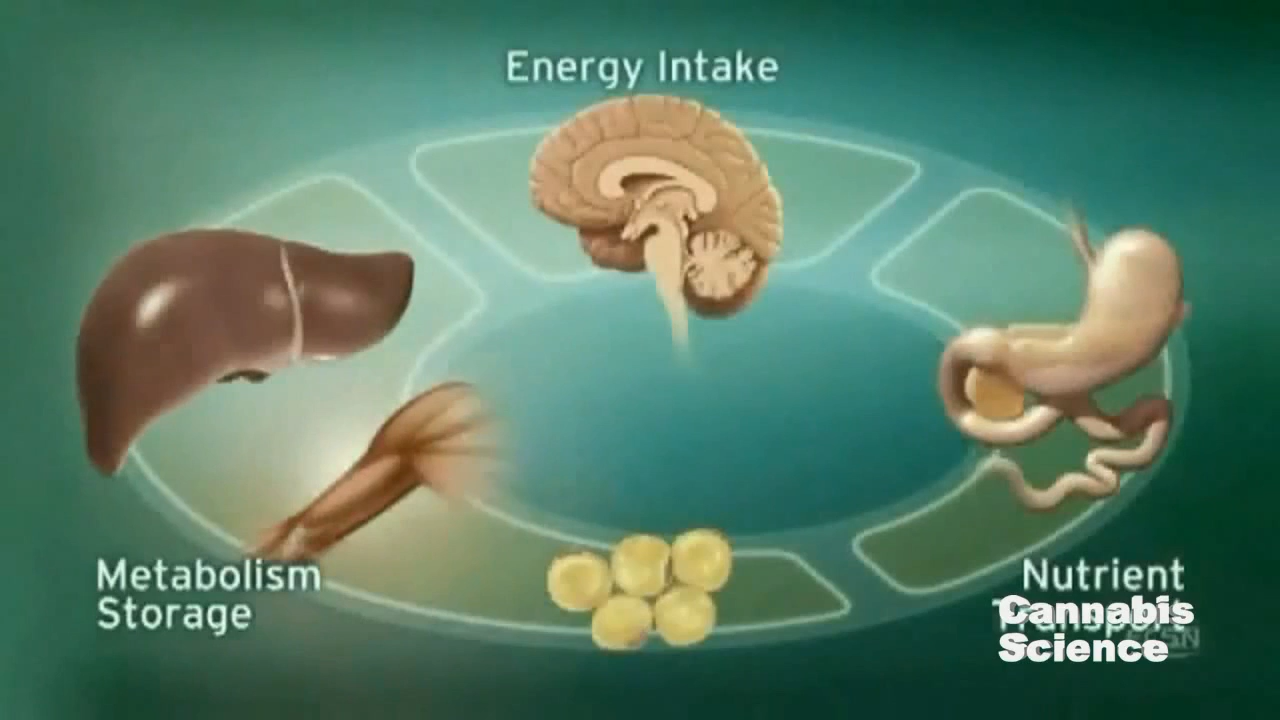 Energy Intake
Metabolism
Storage
Nutrient
Cannabis
Science